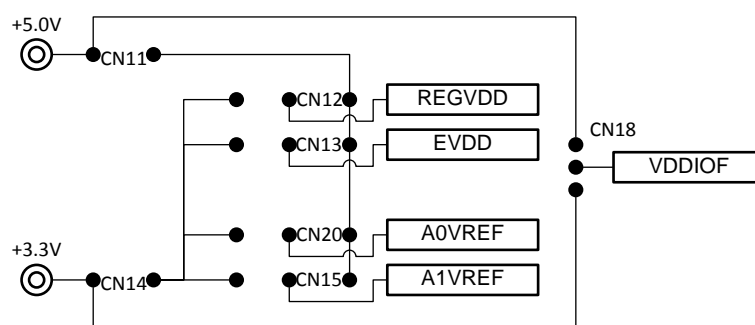 +5.0V
CN11
CN12
REGVDD
CN18
CN13
EVDD
VDDIOF
+3.3V
CN20
A0VREF
CN14
CN15
A1VREF